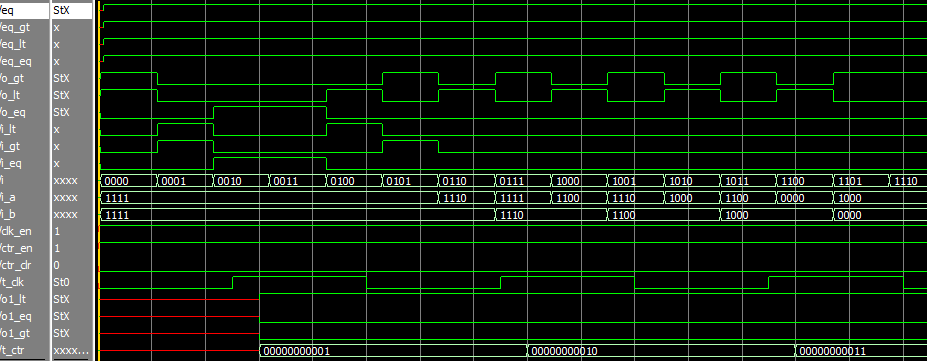 /eq StX
/eq_gt x
/eq_lt x
/eq_eq x
/o_gt StX
/o_lt StX
/o_eq StX
/i_lt x
/i_gt x
/i_eq x
/i xxxx 0000 0001 0010 0011 0100 0101 0110 0111 1000 1001 1010 1011 1100 1101 1110
/i_a xxxx 1111 1110 1111 1100 1110 1000 1100 0000 1000
/i_b xxxx 1111 1110 1100 1000 0000
/clk_en 1
/ctr_en 1
/ctr_clr 0
/t_clk St0
/o1_lt StX
/o1_eq StX
/o1_gt StX
/t_ctr xxxx... 00000000001 00000000010 00000000011